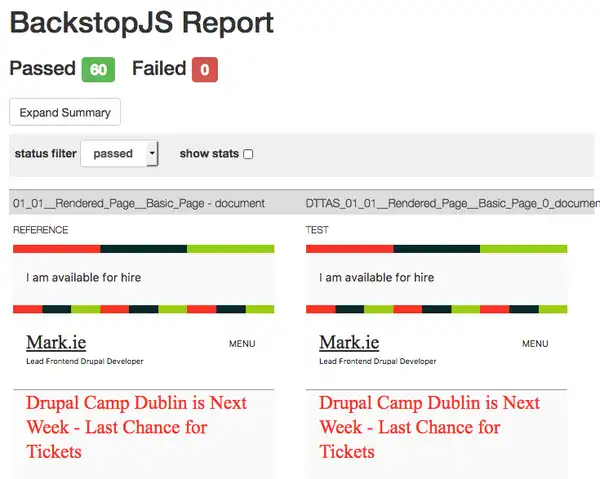 BackstopJS Report
Passed 60 Failed 0
Expand Summary
status filter passed show stats
01_01__Rendered_Page__Basic_Page - document DTTAS_01_01__Rendered_Page__Basic_Page_0_documen
REFERENCE TEST
I am available for hire I am available for hire
Mark.ie MENU Mark.ie MENU
Lead Frontend Drupal Developer Lead Frontend Drupal Developer
Drupal Camp Dublin is Next Drupal Camp Dublin is Next
Week - Last Chance for Week - Last Chance for
Tickets Tickets